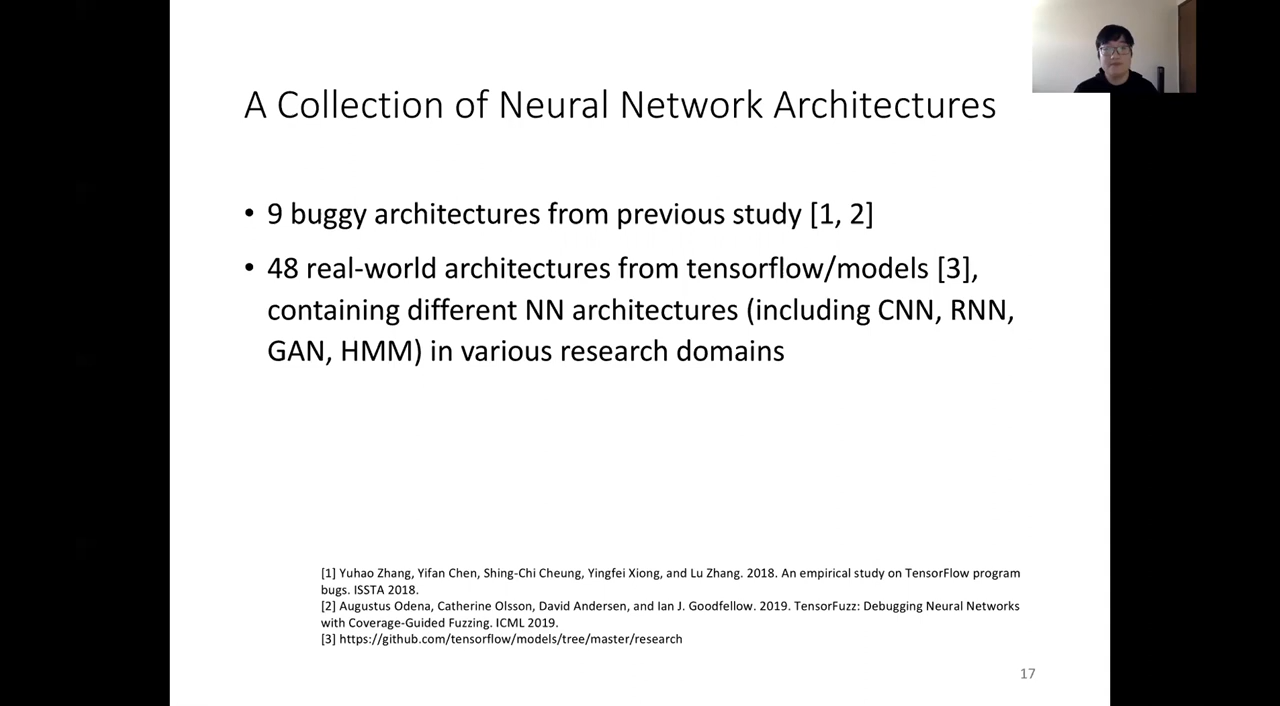 A Collection of Neural Network Architectures
• 9 buggy architectures from previous study [1, 2]
• 48 real-world architectures from tensorflow/models [3],
containing different NN architectures (including CNN, RNN,
GAN, HMM) in various research domains
[1] Yuhao Zhang, Yifan Chen, Shing-Chi Cheung, Yingfei Xiong, and Lu Zhang. 2018. An empirical study on TensorFlow program
bugs. ISSTA 2018.
[2] Augustus Odena, Catherine Olsson, David Andersen, and Ian J. Goodfellow. 2019. TensorFuzz: Debugging Neural Networks
with Coverage-Guided Fuzzing. ICML 2019.
[3] https://github.com/tensorflow/models/tree/master/research
17